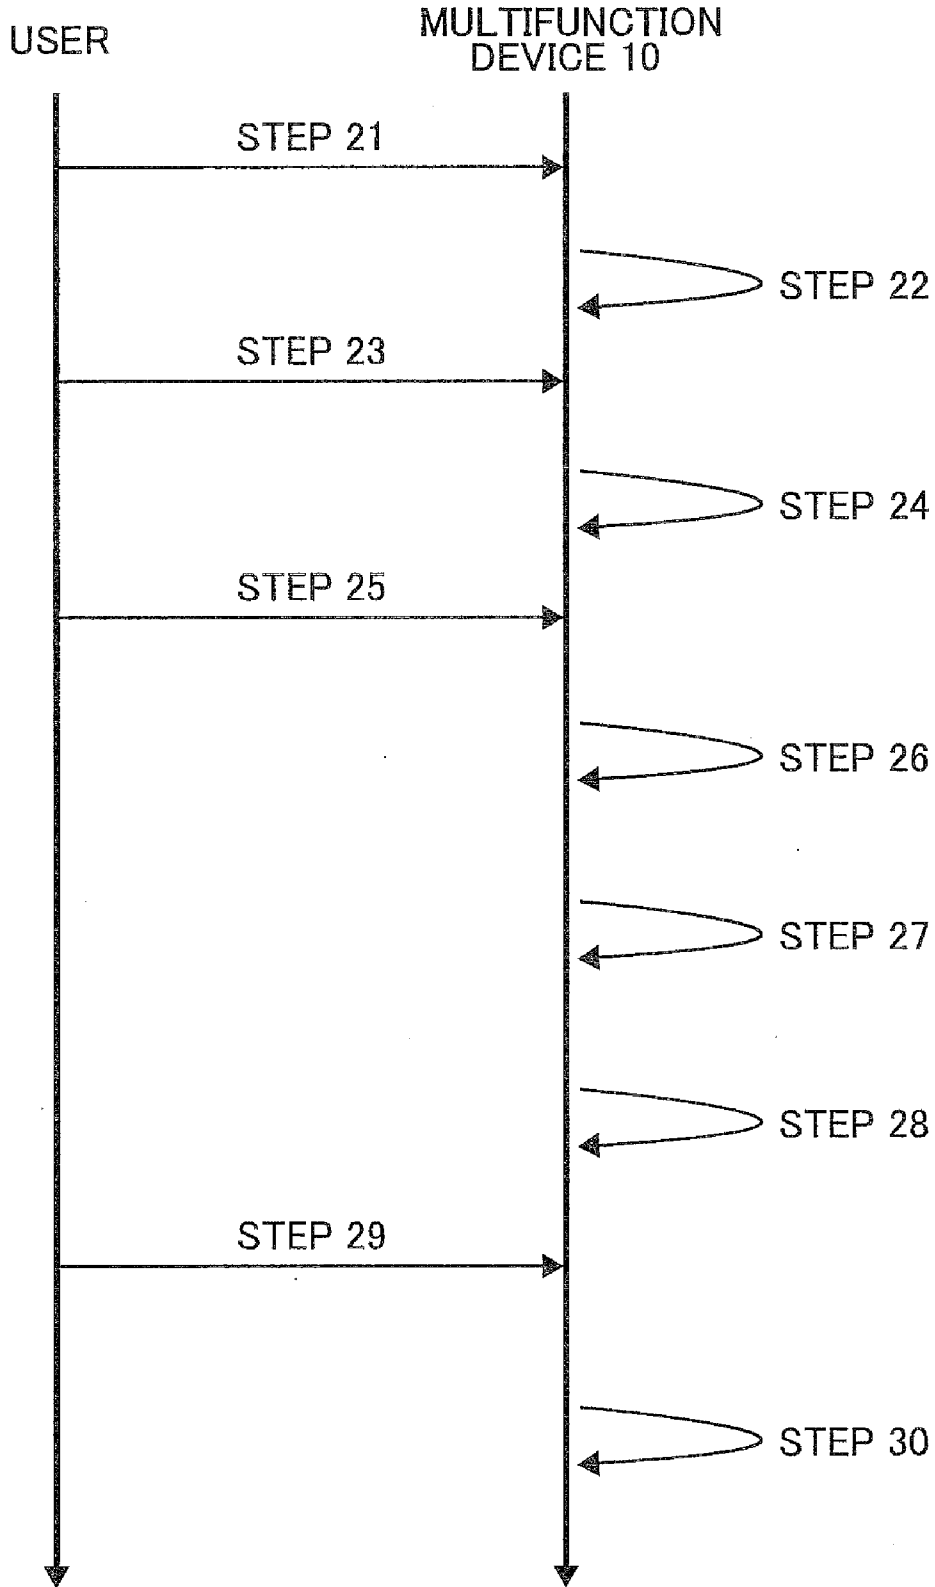 USER
MULTIFUNCTION
DEVICE 10
STEP 21
STEP 22
STEP 23
STEP 24
STEP 25
STEP 26
STEP 27
STEP 28
STEP 29
STEP 30